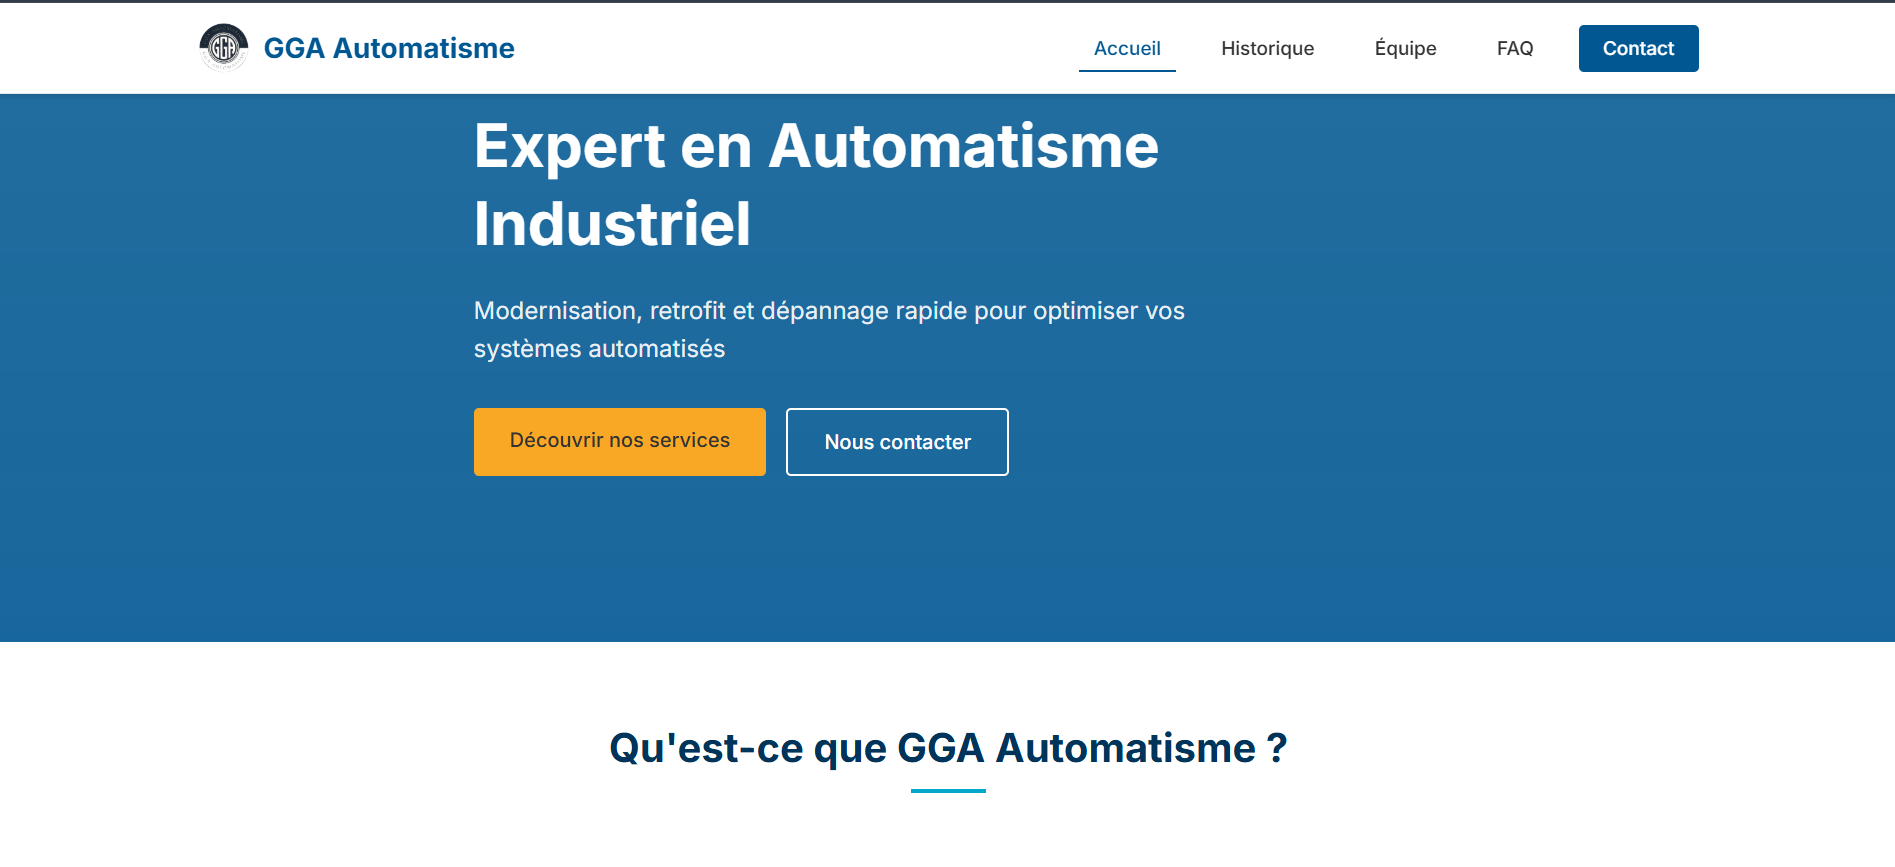 GGA
GGA Automatisme
Accueil
Historique
Équipe
FAQ
Contact
Expert en Automatisme
Industriel
Modernisation, retrofit et dépannage rapide pour optimiser vos
systèmes automatisés
Découvrir nos services
Nous contacter
Qu'est-ce que GGA Automatisme ?